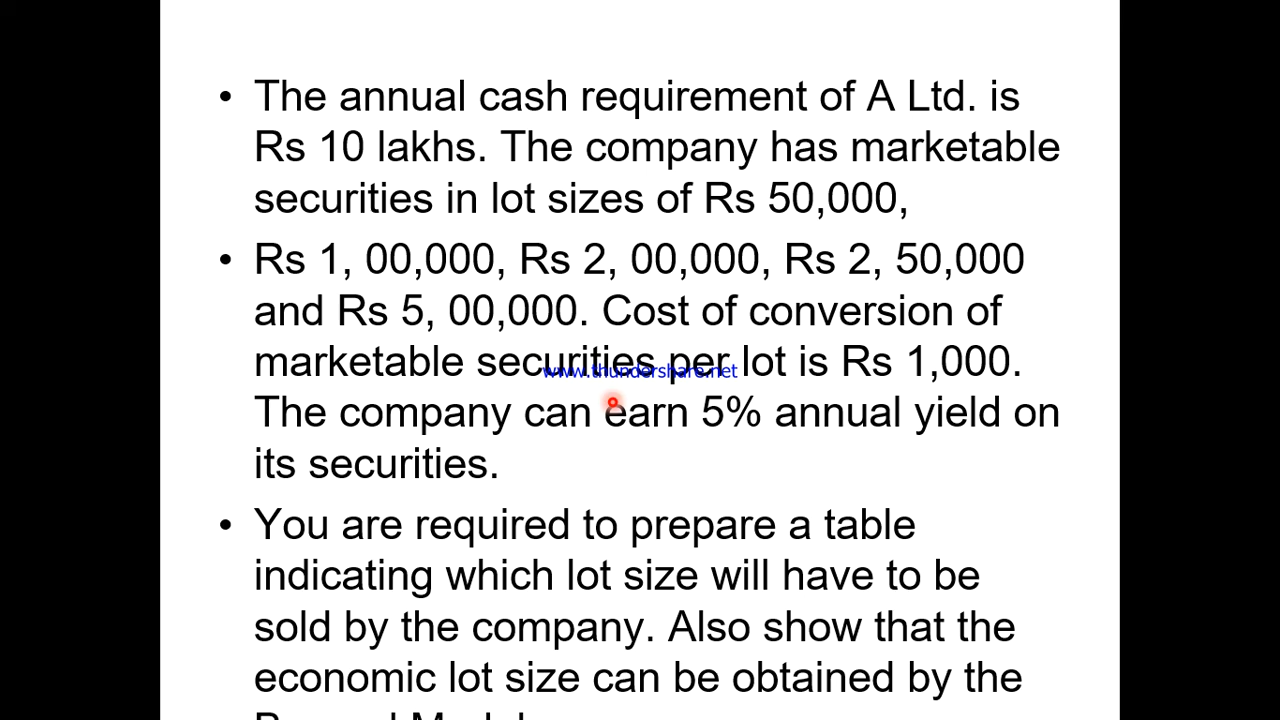 • The annual cash requirement of A Ltd. is
Rs 10 lakhs. The company has marketable
securities in lot sizes of Rs 50,000,
• Rs 1, 00,000, Rs 2, 00,000, Rs 2, 50,000
and Rs 5, 00,000. Cost of conversion of
marketable securities per lot is Rs 1,000.
www.thundershare.net
The company can earn 5% annual yield on
its securities.
• You are required to prepare a table
indicating which lot size will have to be
sold by the company. Also show that the
economic lot size can be obtained by the